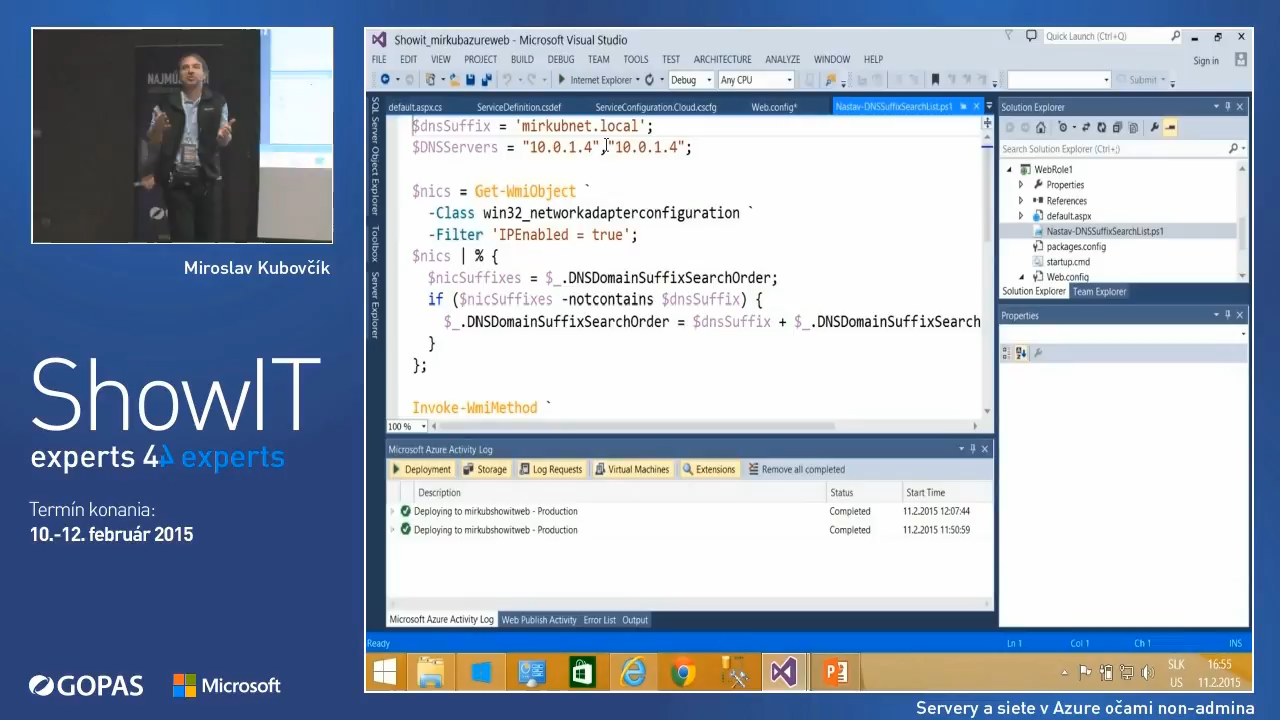 NAJMÚ
Miroslav Kubovčík
ShowIT
experts 4 experts
Termín konania:
10.-12. február 2015
GOPAS
Microsoft
Showit_mirkubazureweb - Microsoft Visual Studio
Quick Launch (Ctrl+Q)
FILE EDIT VIEW PROJECT BUILD DEBUG TEAM TOOLS TEST ARCHITECTURE ANALYZE WINDOW HELP
Sign in
Internet Explorer Debug Any CPU Submit
SQL Server Object Explorer
Toolbox
Server Explorer
default.aspx.cs ServiceDefinition.csdef ServiceConfiguration.Cloud.cscfg Web.config* Nastav-DNSSuffixSearchList.ps1
$dnsSuffix = 'mirkubnet.local';
$DNSServers = "10.0.1.4","10.0.1.4";
$nics = Get-WmiObject `
-Class win32_networkadapterconfiguration `
-Filter 'IPEnabled = true';
$nics | % {
$nicSuffixes = $_.DNSDomainSuffixSearchOrder;
if ($nicSuffixes -notcontains $dnsSuffix) {
$_.DNSDomainSuffixSearchOrder = $dnsSuffix + $_.DNSDomainSuffixSearch
}
};
Invoke-WmiMethod `
100 %
Solution Explorer
Search Solution Explorer (Ctrl+;)
WebRole1
Properties
References
default.aspx
Nastav-DNSSuffixSearchList.ps1
packages.config
startup.cmd
Web.config
Solution Explorer Team Explorer
Properties
Microsoft Azure Activity Log
Deployment Storage Log Requests Virtual Machines Extensions Remove all completed
Description Status Start Time
Deploying to mirkubshowitweb - Production Completed 11.2.2015 12:07:44
Deploying to mirkubshowitweb - Production Completed 11.2.2015 11:50:59
Microsoft Azure Activity Log Web Publish Activity Error List Output
Ready Ln 1 Col 1 Ch 1 INS
SLK
US
16:55
11.2.2015
Servery a siete v Azure očami non-admina